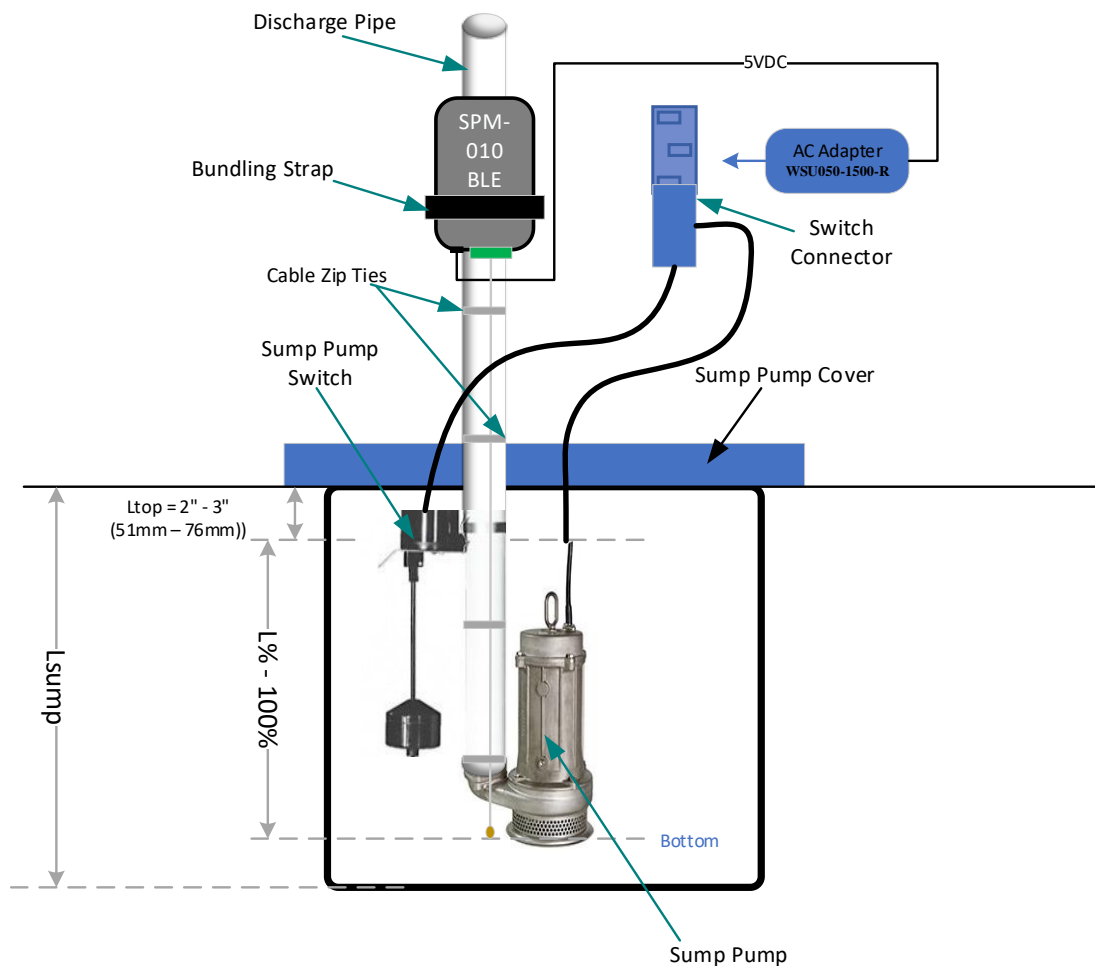 Discharge Pipe
5VDC
SPM-
010
BLE
AC Adapter
WSU050-1500-R
Bundling Strap
Switch
Connector
Cable Zip Ties
Sump Pump
Switch
Sump Pump Cover
Ltop = 2" - 3"
(51mm – 76mm))
L% - 100%
Lsump
Bottom
Sump Pump